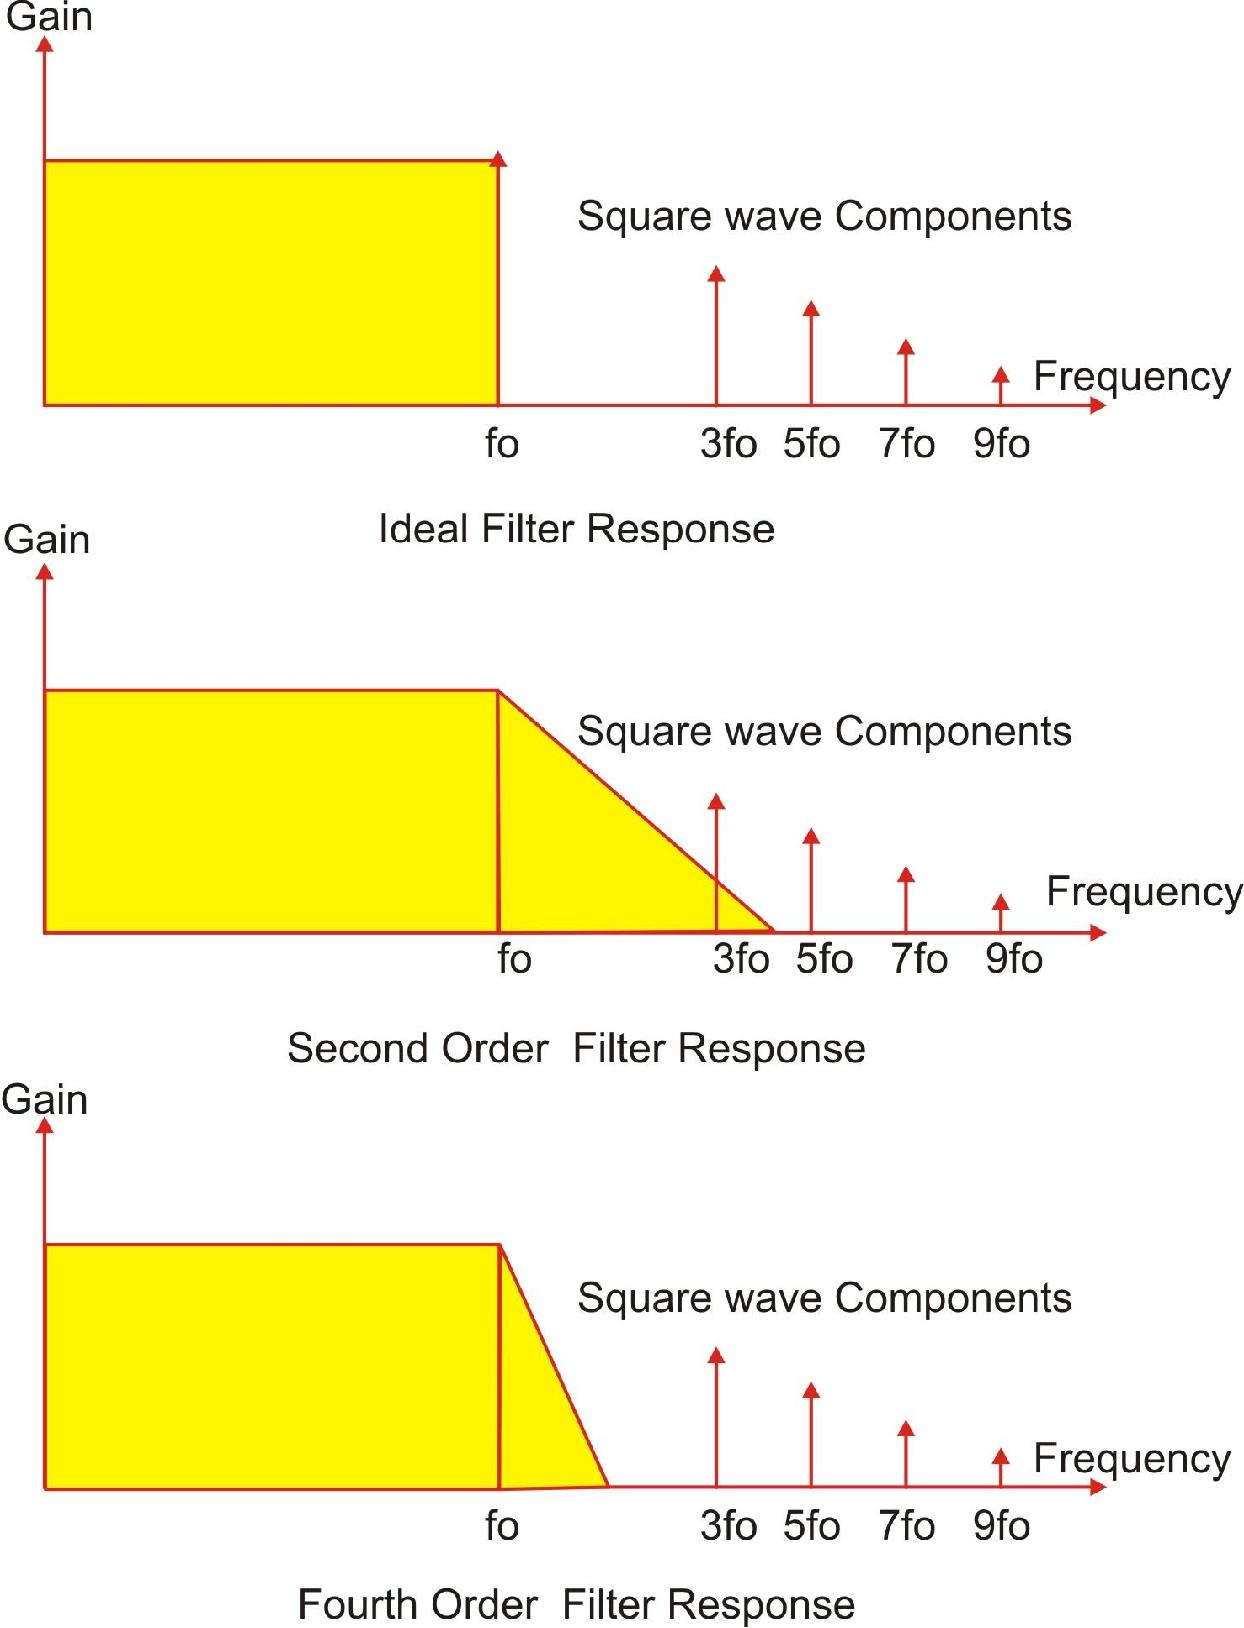 Gain
Square wave Components
Frequency
fo 3fo 5fo 7fo 9fo
Ideal Filter Response
Gain
Square wave Components
Frequency
fo 3fo 5fo 7fo 9fo
Second Order Filter Response
Gain
Square wave Components
Frequency
fo 3fo 5fo 7fo 9fo
Fourth Order Filter Response